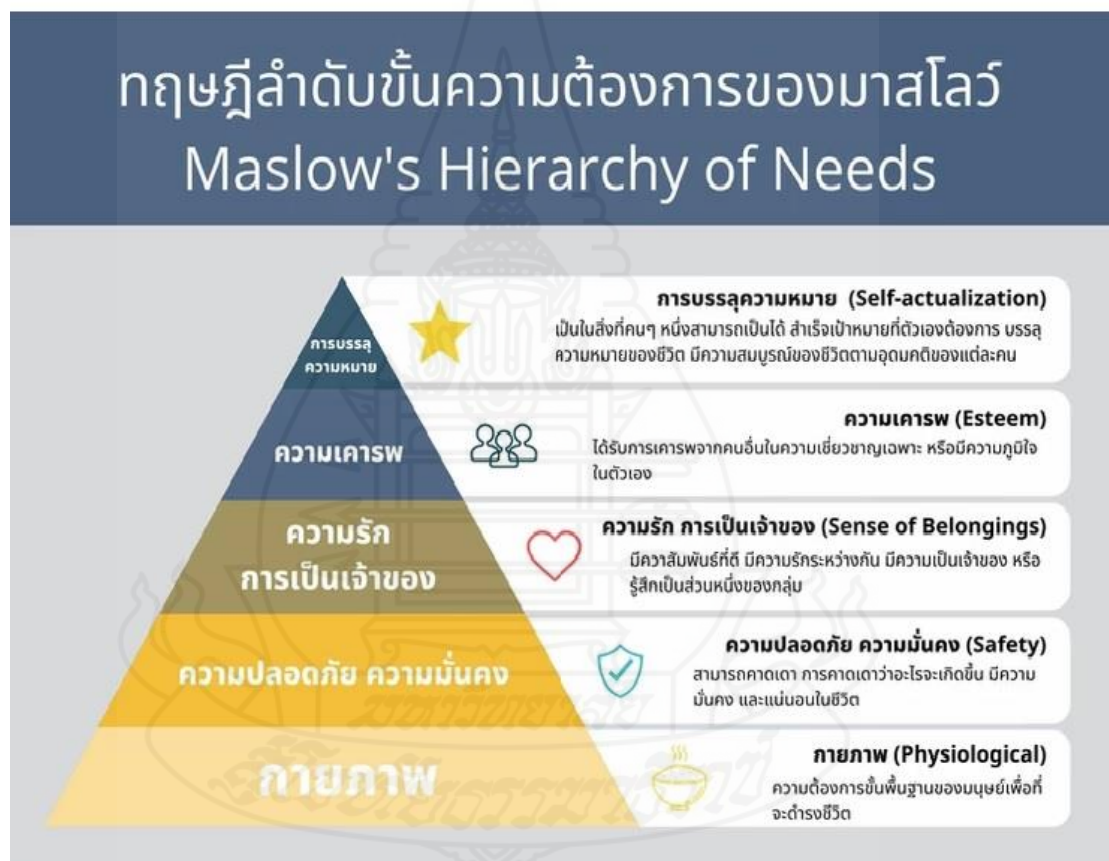 ทฤษฎีลำดับขั้นความต้องการของมาสโลว์
Maslow's Hierarchy of Needs
การบรรลุ
ความหมาย
การบรรลุความหมาย (Self-actualization)
เป็นในสิ่งที่คนๆ หนึ่งสามารถเป็นได้ สำเร็จเป้าหมายที่ตัวเองต้องการ บรรลุ
ความหมายของชีวิต มีความสมบูรณ์ของชีวิตตามอุดมคติของแต่ละคน
ความเคารพ
ความเคารพ (Esteem)
ได้รับการเคารพจากคนอื่นในความเชี่ยวชาญเฉพาะ หรือมีความภูมิใจ
ในตัวเอง
ความรัก
การเป็นเจ้าของ
ความรัก การเป็นเจ้าของ (Sense of Belongings)
มีควาสัมพันธ์ที่ดี มีความรักระหว่างกัน มีความเป็นเจ้าของ หรือ
รู้สึกเป็นส่วนหนึ่งของกลุ่ม
ความปลอดภัย ความมั่นคง
ความปลอดภัย ความมั่นคง (Safety)
สามารถคาดเดา การคาดเดาว่าอะไรจะเกิดขึ้น มีความ
มั่นคง และแน่นอนในชีวิต
กายภาพ
กายภาพ (Physiological)
ความต้องการขั้นพื้นฐานของมนุษย์เพื่อที่
จะดำรงชีวิต
มหาวิทยาลัย
สุโขทัยธรรมาธิราช